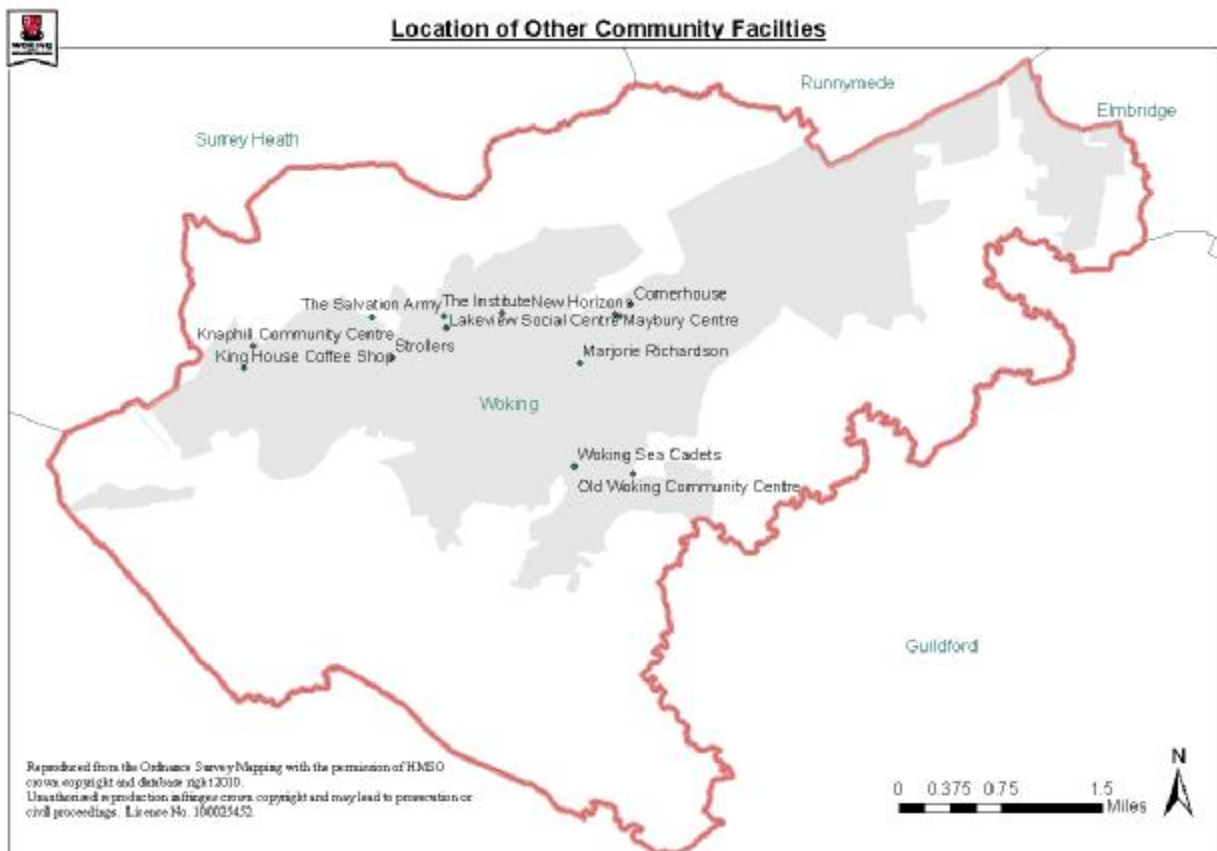 WOKING
Location of Other Community Facilties
Runnymede
Elmbridge
Surrey Heath
Cornerhouse
The Salvation Army
The Institute
New Horizons
Lakeview Social Centre
Maybury Centre
Knaphill Community Centre
Strollers
King House Coffee Shop
Marjorie Richardson
Woking
Woking Sea Cadets
Old Woking Community Centre
Guildford
Reproduced from the Ordnance Survey Mapping with the permission of HMSO
crown copyright and database right 2010.
Unauthorised reproduction infringes crown copyright and may lead to prosecution or
civil proceedings. Licence No. 100025452.
N
0 0.375 0.75 1.5
Miles